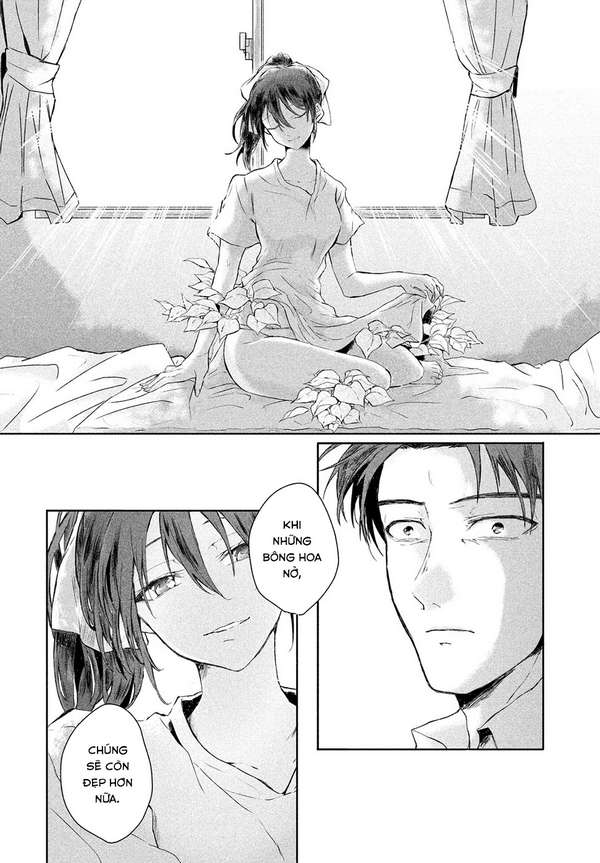 KHI
NHỮNG
BÔNG HOA
NỞ,
CHÚNG
SẼ CÒN
ĐẸP HƠN
NỮA.